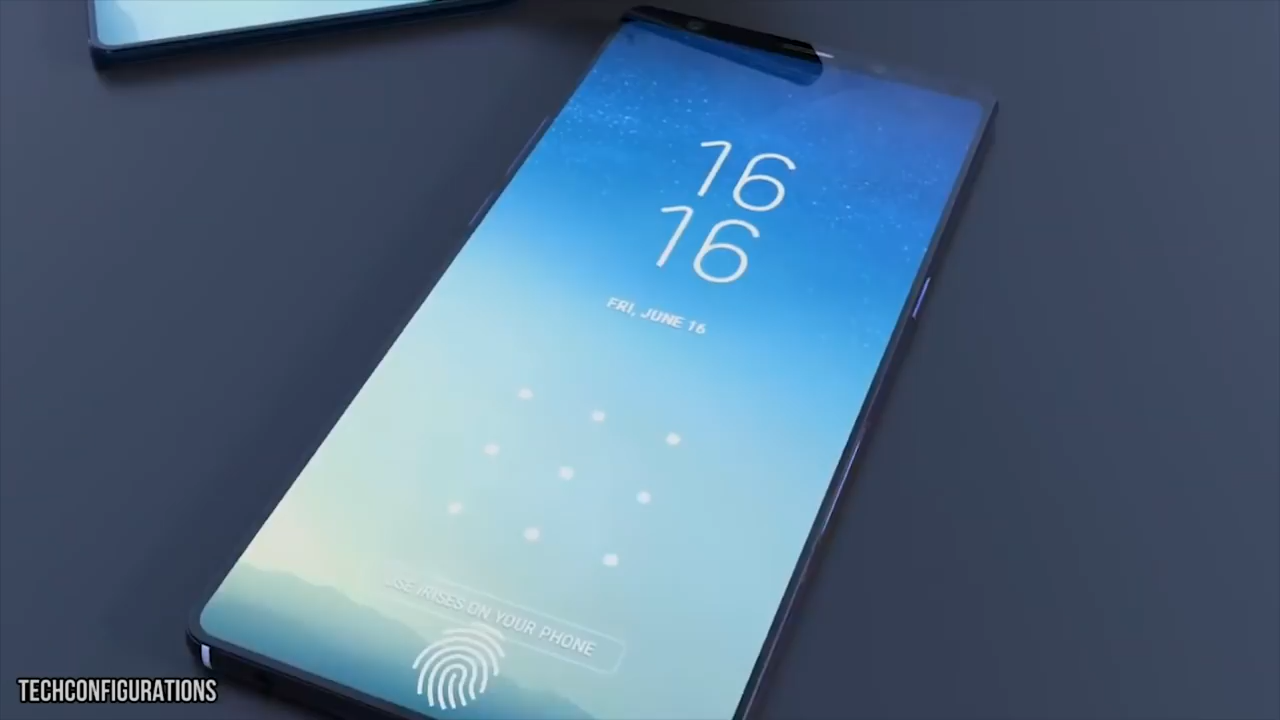 16
16
FRI, JUNE 16
IRISES ON YOUR PHONE
TECHCONFIGURATIONS